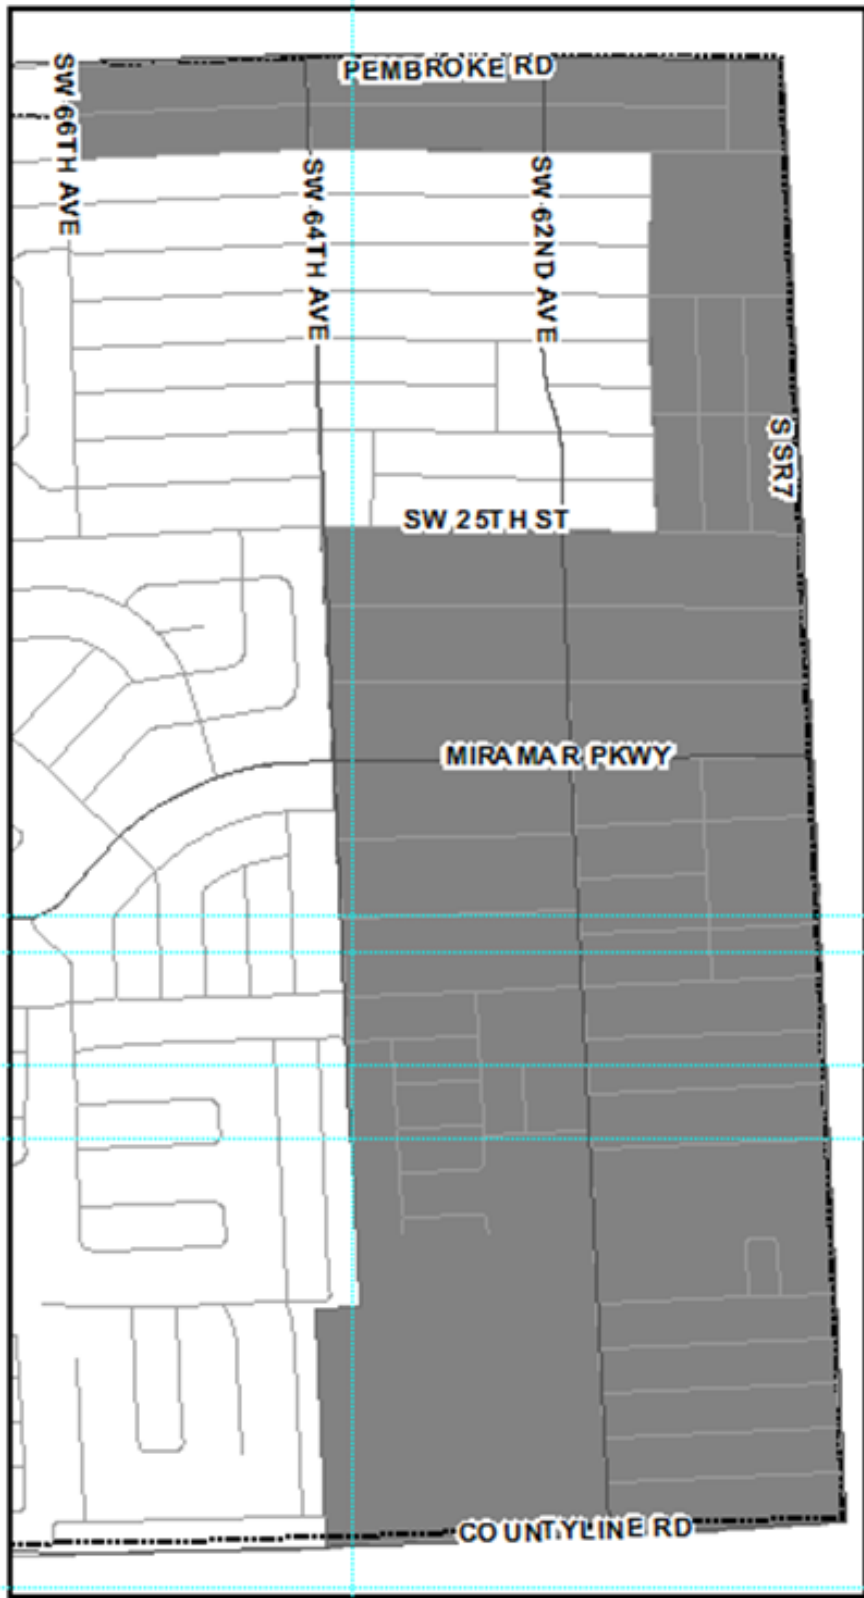 PEMBROKE RD
SW 66TH AVE
SW 64TH AVE
SW 62ND AVE
S SR7
SW 25TH ST
MIRAMAR PKWY
COUNTYLINE RD